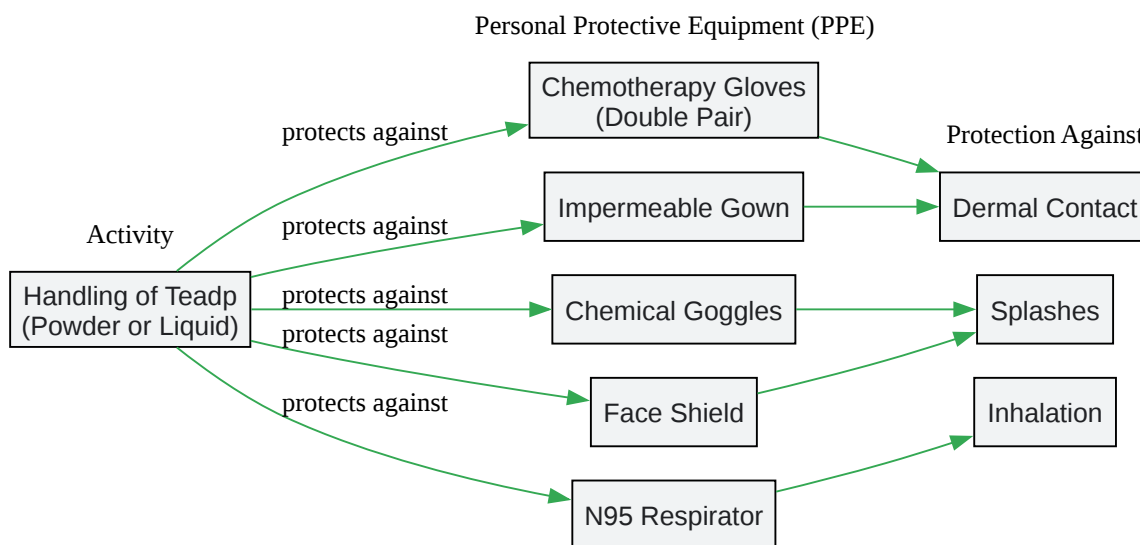 Personal Protective Equipment (PPE)
Chemotherapy Gloves
(Double Pair)
protects against
Protection Against
Impermeable Gown
Dermal Contact
protects against
Activity
Handling of Teadp
(Powder or Liquid)
protects against
Chemical Goggles
Splashes
protects against
Face Shield
Inhalation
protects against
N95 Respirator